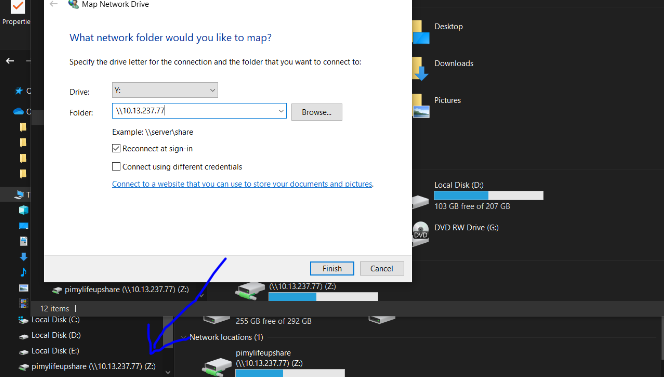 Map Network Drive
Propertie
What network folder would you like to map?
Specify the drive letter for the connection and the folder that you want to connect to:
Drive: Y:
Folder: \\10.13.237.77
Browse...
Example: \\server\share
Reconnect at sign-in
Connect using different credentials
Connect to a website that you can use to store your documents and pictures.
Finish
Cancel
Desktop
Downloads
Pictures
Local Disk (D:)
103 GB free of 207 GB
DVD RW Drive (G:)
DVD
pimylifeupshare (\\10.13.237.77) (Z:)
(\\10.13.237.77) (Z:)
12 items
Local Disk (C:)
Local Disk (D:)
Local Disk (E:)
pimylifeupshare (\\10.13.237.77) (Z:)
255 GB free of 292 GB
Network locations (1)
pimylifeupshare
(\\10.13.237.77) (Z:)